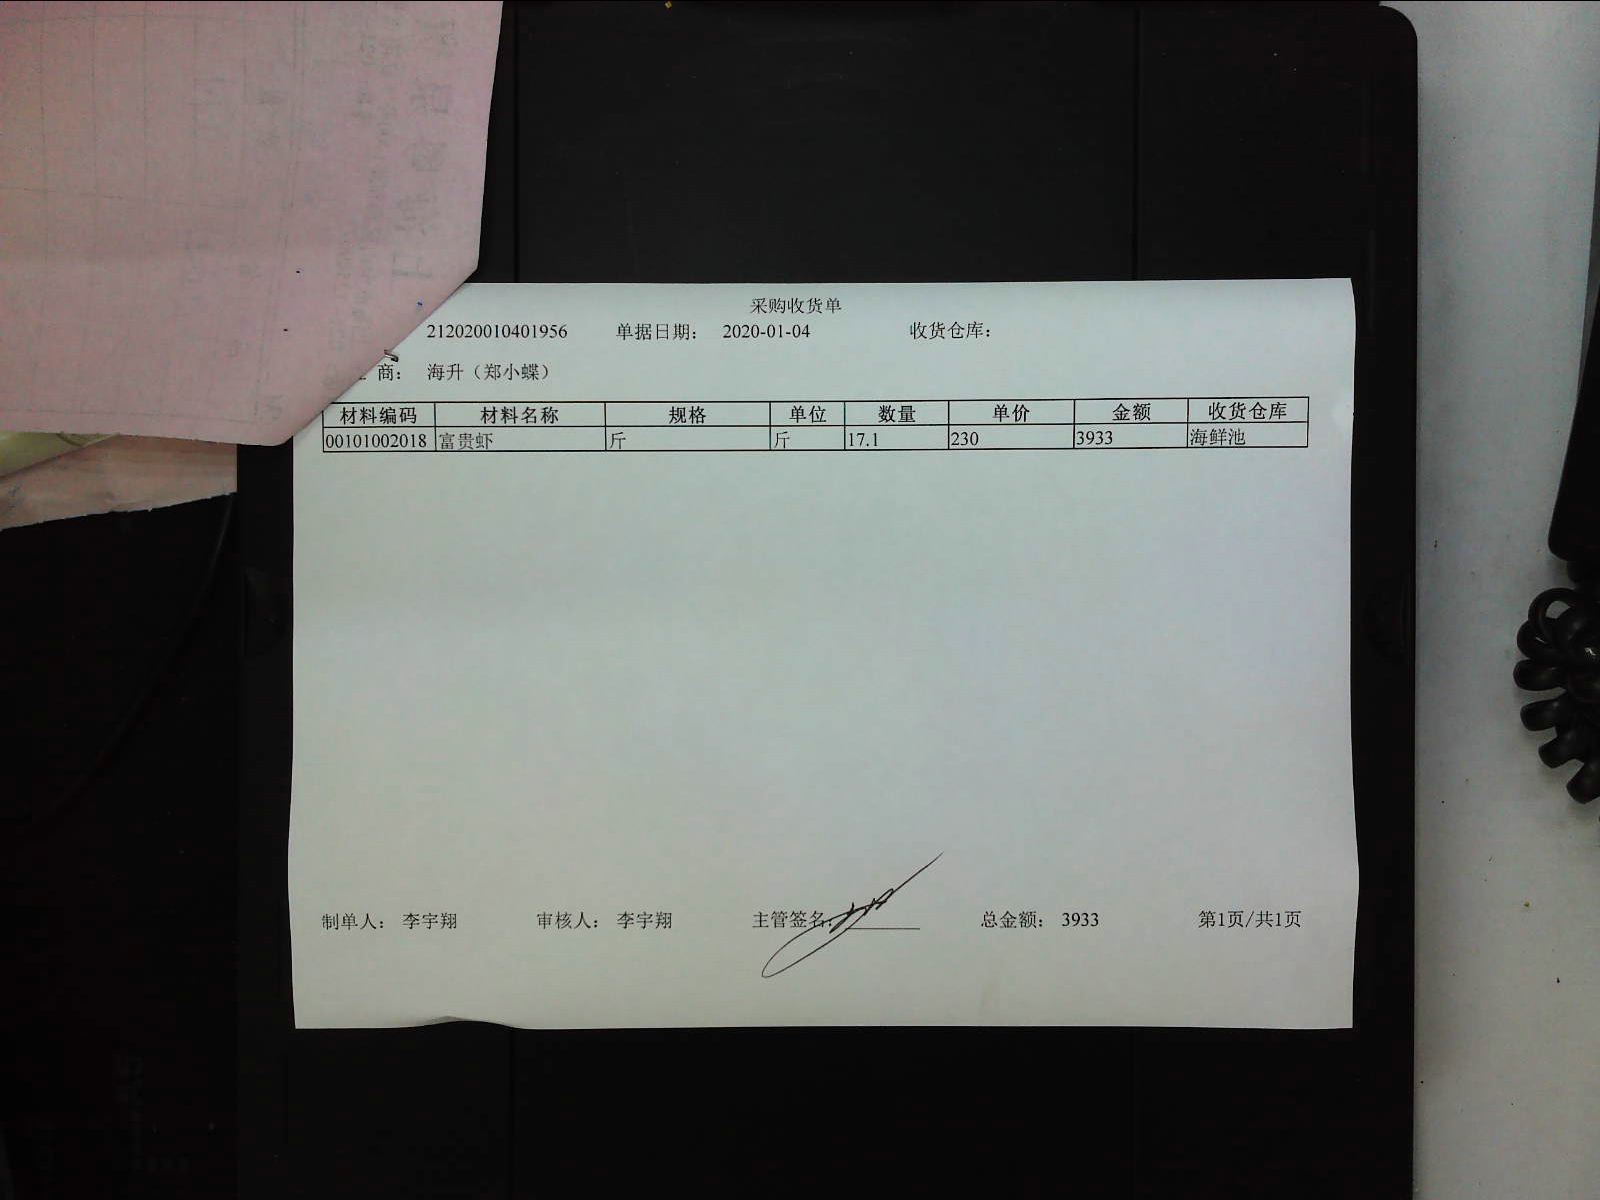 采购收货单
212020010401956 单据日期： 2020-01-04 收货仓库：
商： 海升（郑小蝶）
材料编码 材料名称 规格 单位 数量 单价 金额 收货仓库
00101002018 富贵虾 斤 斤 17.1 230 3933 海鲜池
制单人： 李宇翔 审核人： 李宇翔 主管签名: 总金额： 3933 第1页/共1页